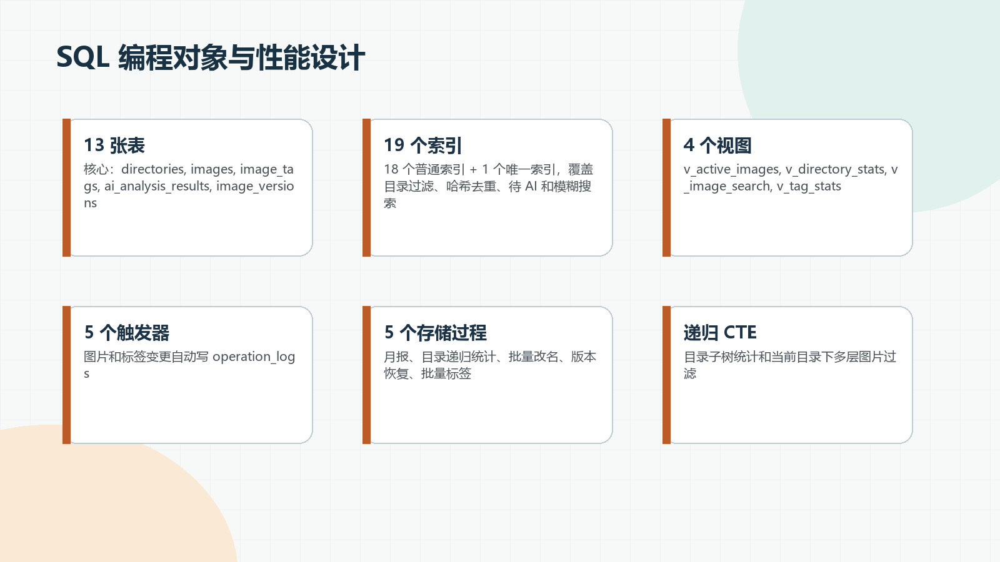 SQL 编程对象与性能设计
13 张表
核心：directories, images, image_ta
gs, ai_analysis_results, image_versio
ns
19 个索引
18 个普通索引 + 1 个唯一索引，覆盖
目录过滤、哈希去重、待 AI 和模糊搜
索
4 个视图
v_active_images, v_directory_stats, v
_image_search, v_tag_stats
5 个触发器
图片和标签变更自动写 operation_log
s
5 个存储过程
月报、目录递归统计、批量改名、版本
恢复、批量标签
递归 CTE
目录子树统计和当前目录下多层图片过
滤